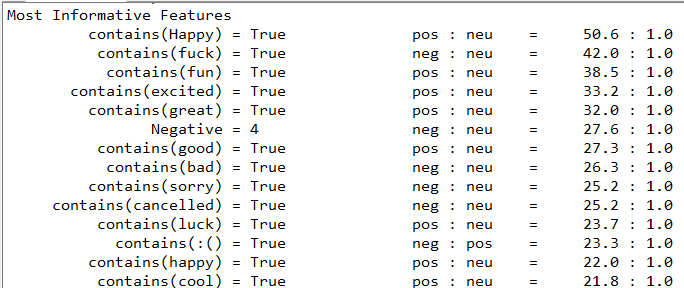 Most Informative Features
contains(Happy) = True pos : neu = 50.6 : 1.0
contains(fuck) = True neg : neu = 42.0 : 1.0
contains(fun) = True pos : neu = 38.5 : 1.0
contains(excited) = True pos : neu = 33.2 : 1.0
contains(great) = True pos : neu = 32.0 : 1.0
Negative = 4 neg : neu = 27.6 : 1.0
contains(good) = True pos : neu = 27.3 : 1.0
contains(bad) = True neg : neu = 26.3 : 1.0
contains(sorry) = True neg : neu = 25.2 : 1.0
contains(cancelled) = True neg : neu = 25.2 : 1.0
contains(luck) = True pos : neu = 23.7 : 1.0
contains(:() = True neg : pos = 23.3 : 1.0
contains(happy) = True pos : neu = 22.0 : 1.0
contains(cool) = True pos : neu = 21.8 : 1.0